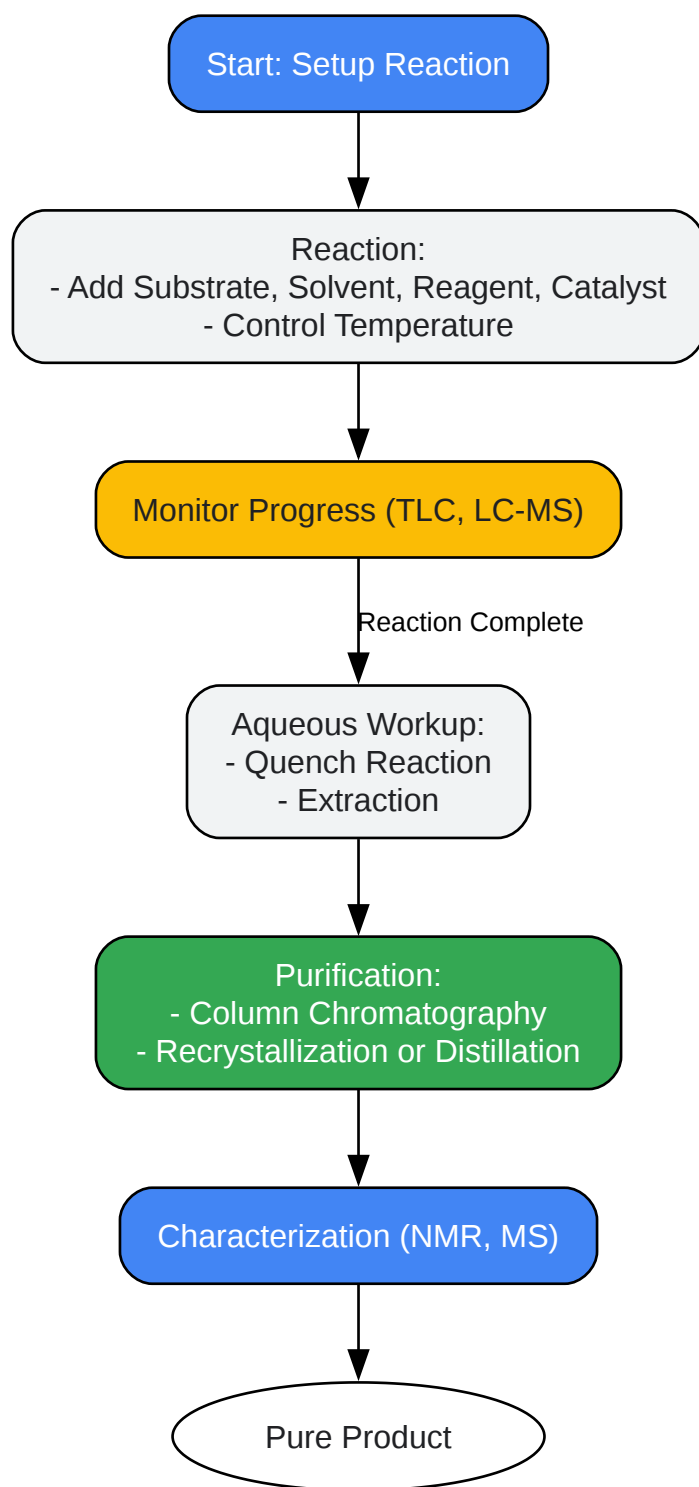 Start: Setup Reaction
Reaction:
- Add Substrate, Solvent, Reagent, Catalyst
- Control Temperature
Monitor Progress (TLC, LC-MS)
Reaction Complete
Aqueous Workup:
- Quench Reaction
- Extraction
Purification:
- Column Chromatography
- Recrystallization or Distillation
Characterization (NMR, MS)
Pure Product